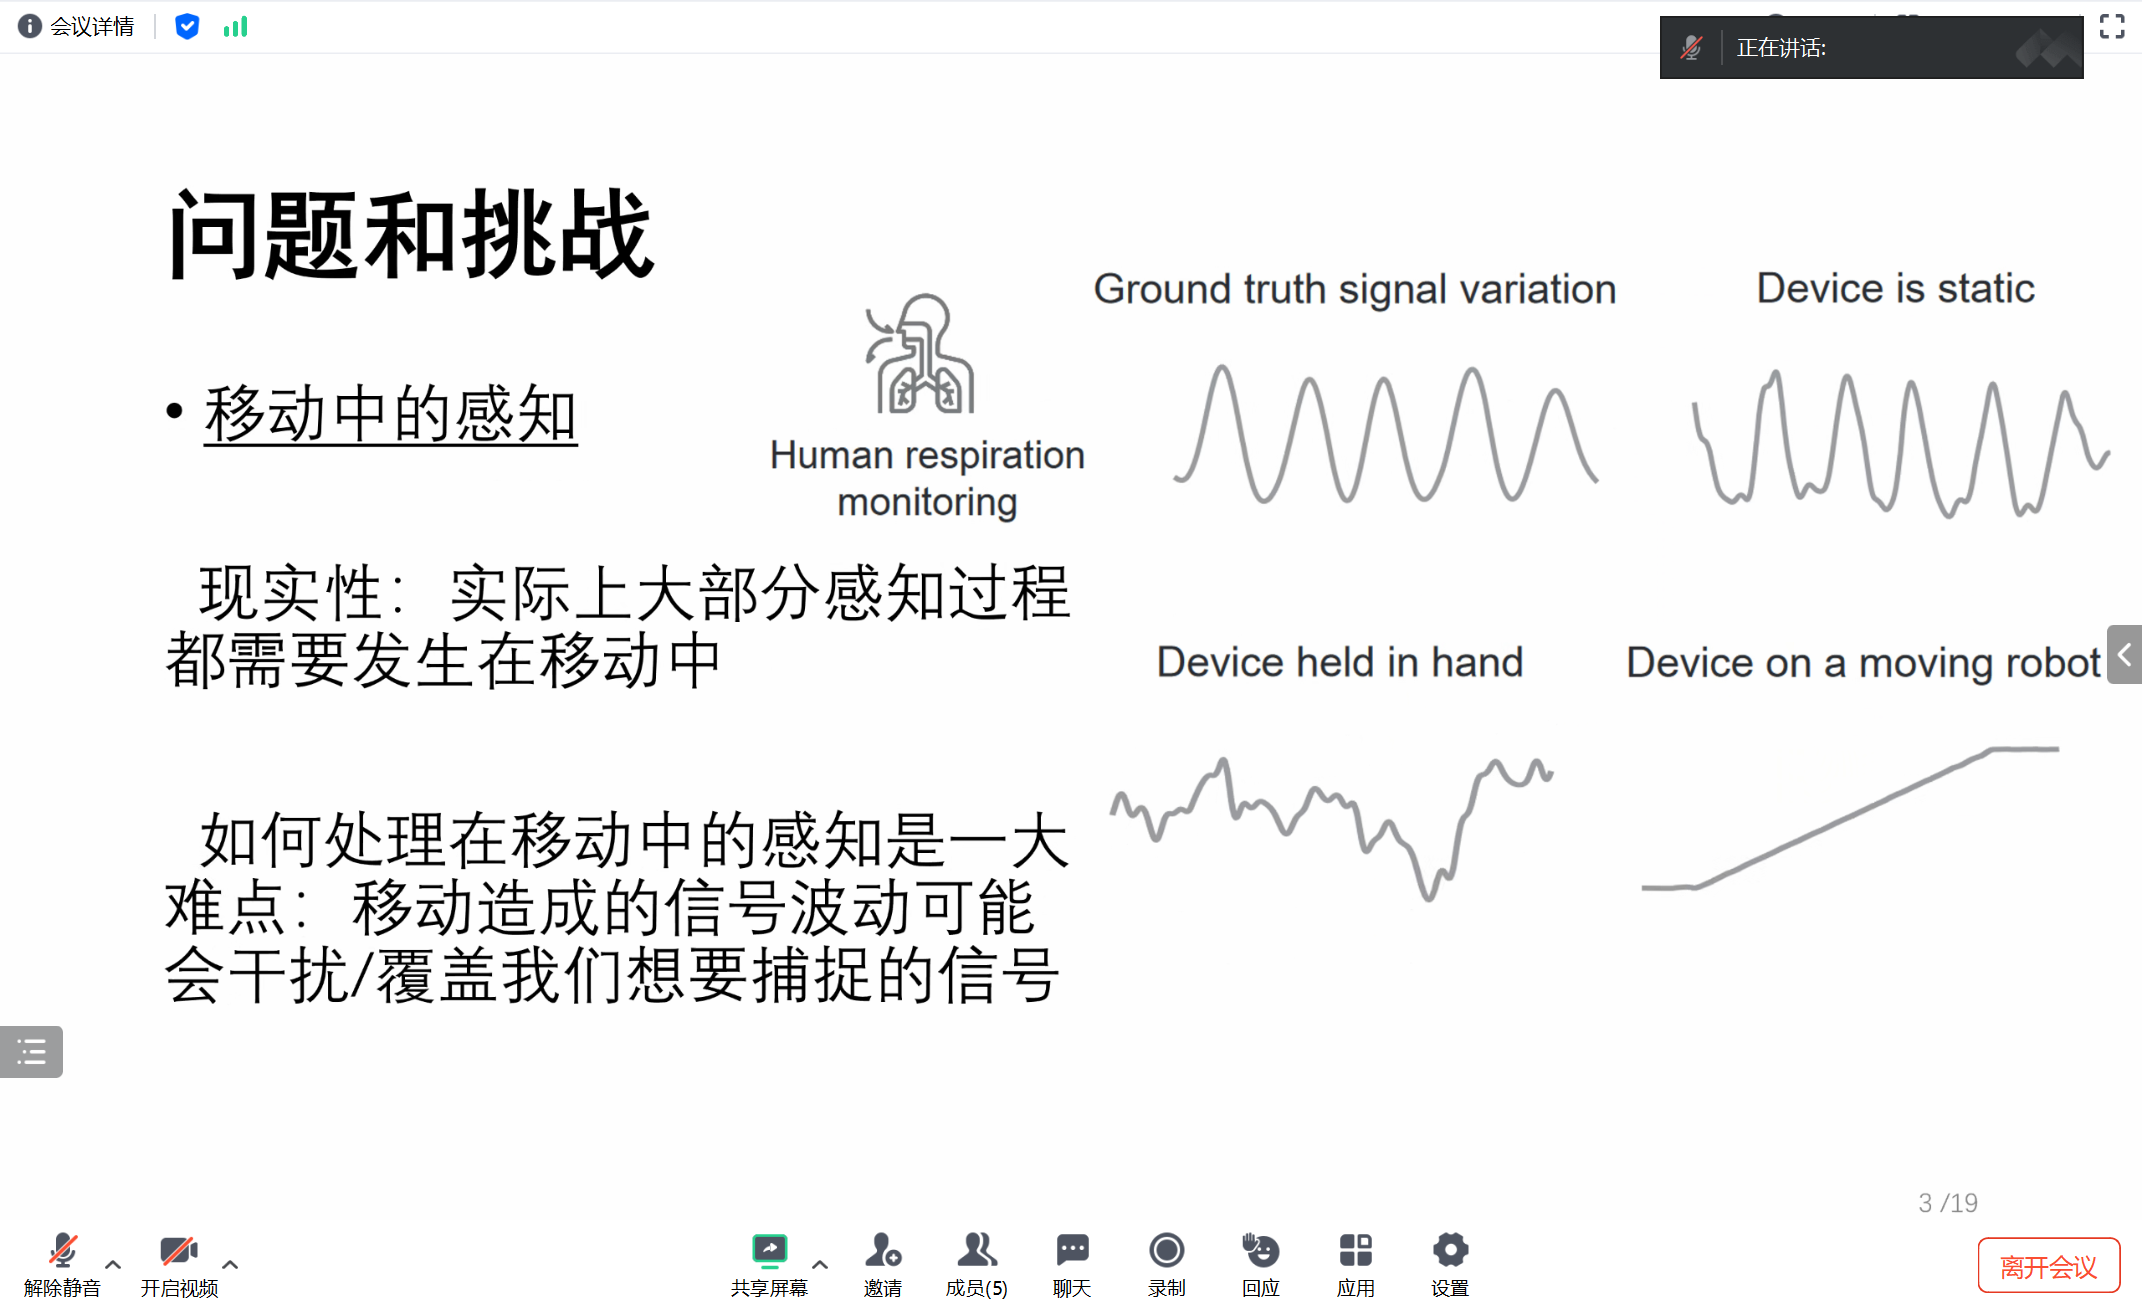 会议详情
正在讲话:
问题和挑战
• 移动中的感知
Human respiration
monitoring
Ground truth signal variation
Device is static
现实性：实际上大部分感知过程
都需要发生在移动中
Device held in hand
Device on a moving robot
如何处理在移动中的感知是一大
难点：移动造成的信号波动可能
会干扰/覆盖我们想要捕捉的信号
3 /19
解除静音
开启视频
共享屏幕
邀请
成员(5)
聊天
录制
回应
应用
设置
离开会议